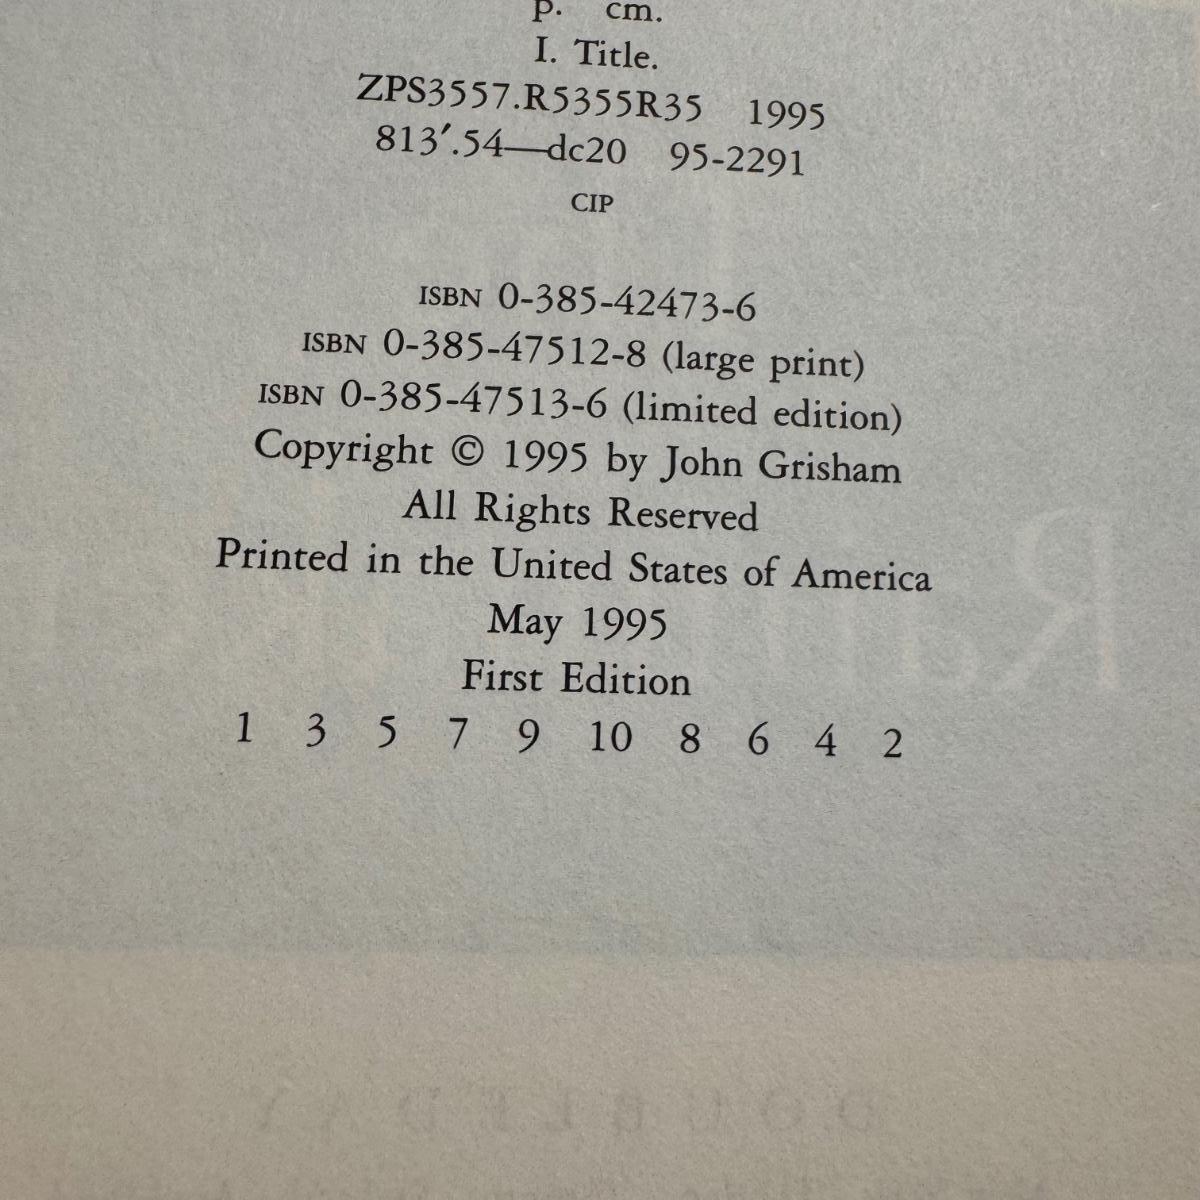 p. cm.
I. Title.
ZPS3557.R5355R35 1995
813′.54—dc20 95-2291
CIP
ISBN 0-385-42473-6
ISBN 0-385-47512-8 (large print)
ISBN 0-385-47513-6 (limited edition)
Copyright © 1995 by John Grisham
All Rights Reserved
Printed in the United States of America
May 1995
First Edition
1 3 5 7 9 10 8 6 4 2
DOUBLEDAY